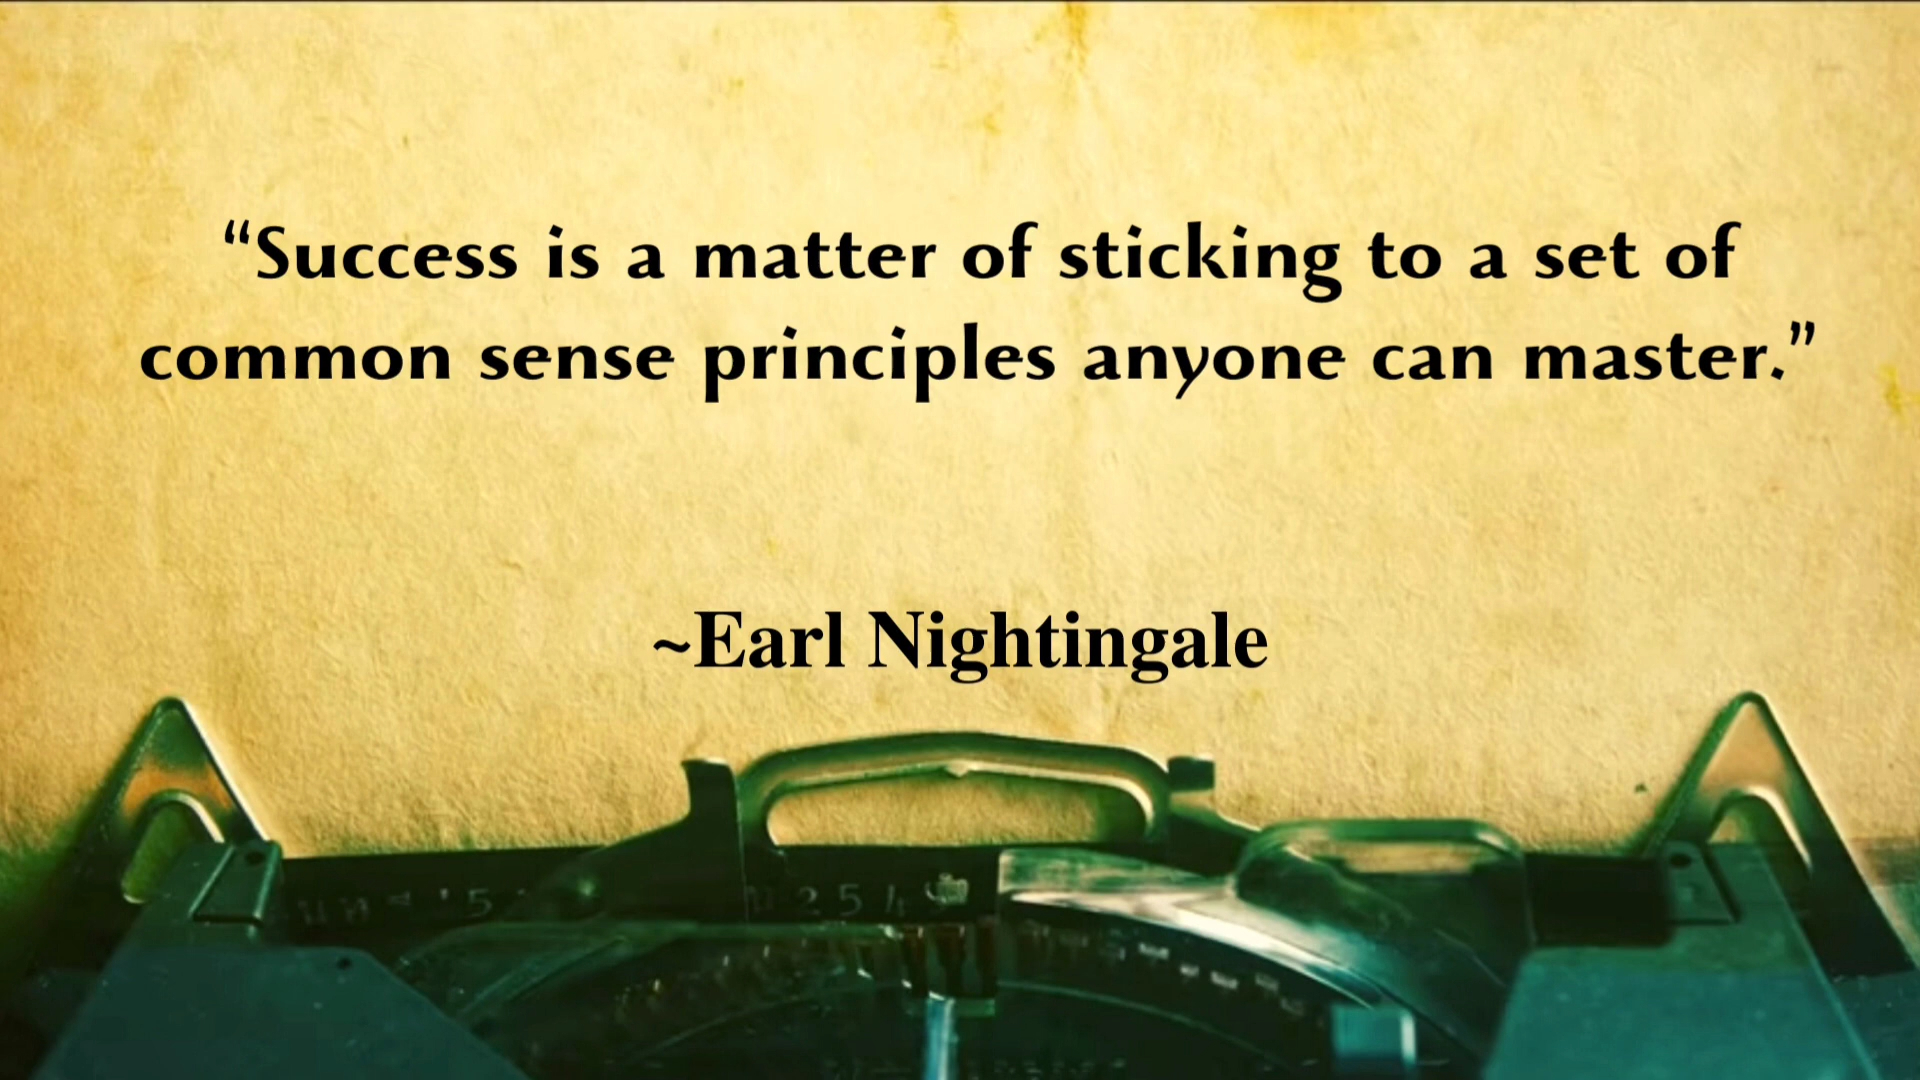 “Success is a matter of sticking to a set of
common sense principles anyone can master.”
~Earl Nightingale